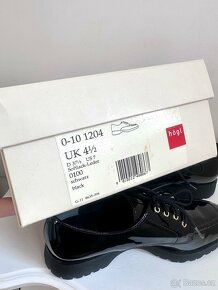 0-10 1204
högl
UK 4½
D 37½ US 7
Softlack-Leder
0100
schwarz
black